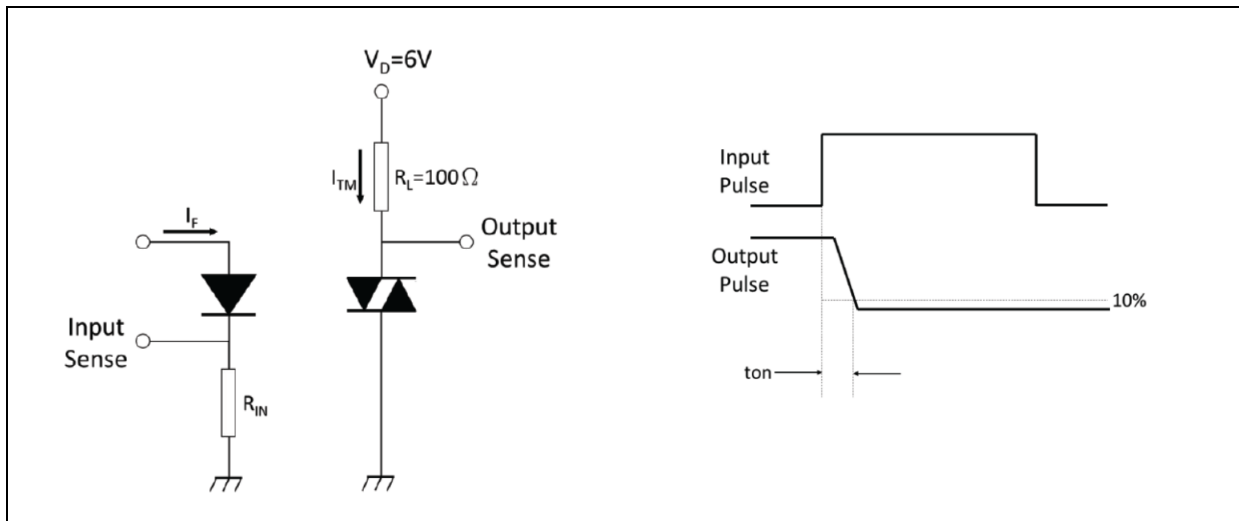 V_D=6V
I_TM
R_L=100Ω
I_F
Output
Sense
Input
Sense
R_IN
Input
Pulse
Output
Pulse
10%
ton